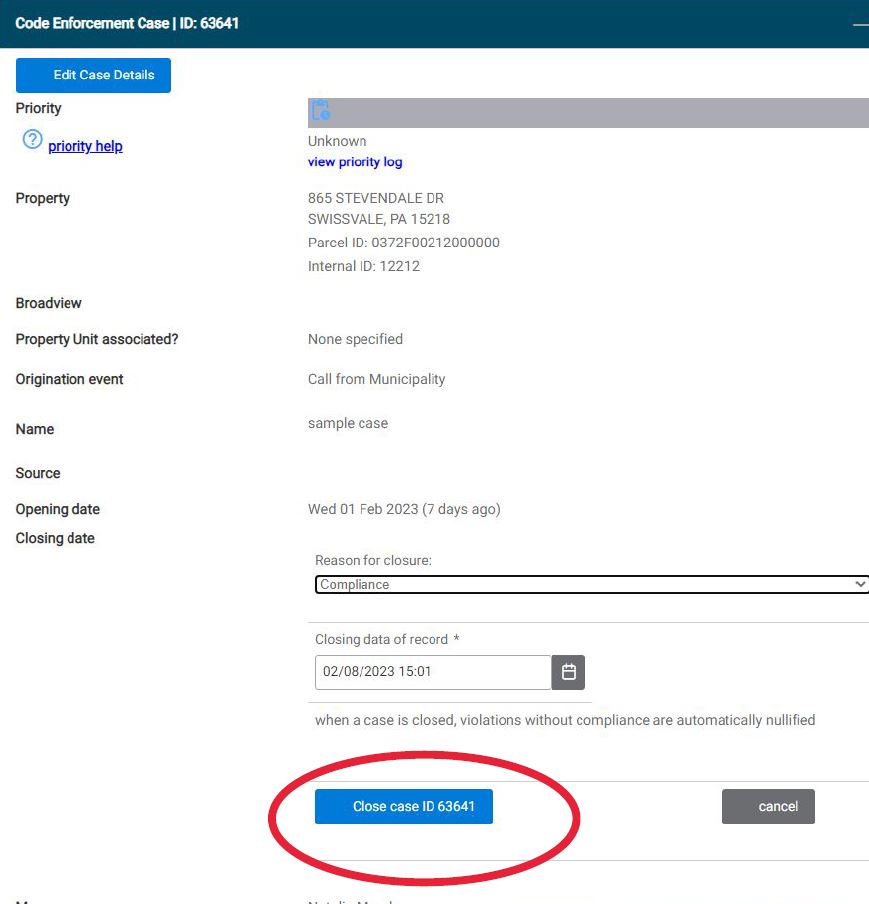 Code Enforcement Case | ID: 63641
Edit Case Details
Priority
? priority help
Unknown
view priority log
Property
865 STEVENDALE DR
SWISSVALE, PA 15218
Parcel ID: 0372F00212000000
Internal ID: 12212
Broadview
Property Unit associated? None specified
Origination event Call from Municipality
Name sample case
Source
Opening date Wed 01 Feb 2023 (7 days ago)
Closing date
Reason for closure:
Compliance
Closing data of record *
02/08/2023 15:01
when a case is closed, violations without compliance are automatically nullified
Close case ID 63641 cancel